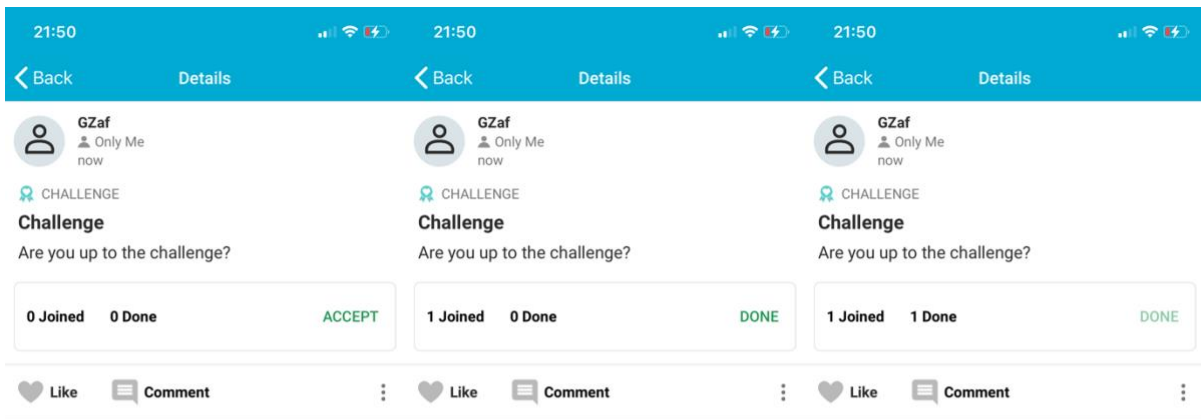 21:50
Back Details
GZaf
Only Me
now
CHALLENGE
Challenge
Are you up to the challenge?
0 Joined 0 Done ACCEPT
Like Comment
21:50
Back Details
GZaf
Only Me
now
CHALLENGE
Challenge
Are you up to the challenge?
1 Joined 0 Done DONE
Like Comment
21:50
Back Details
GZaf
Only Me
now
CHALLENGE
Challenge
Are you up to the challenge?
1 Joined 1 Done DONE
Like Comment